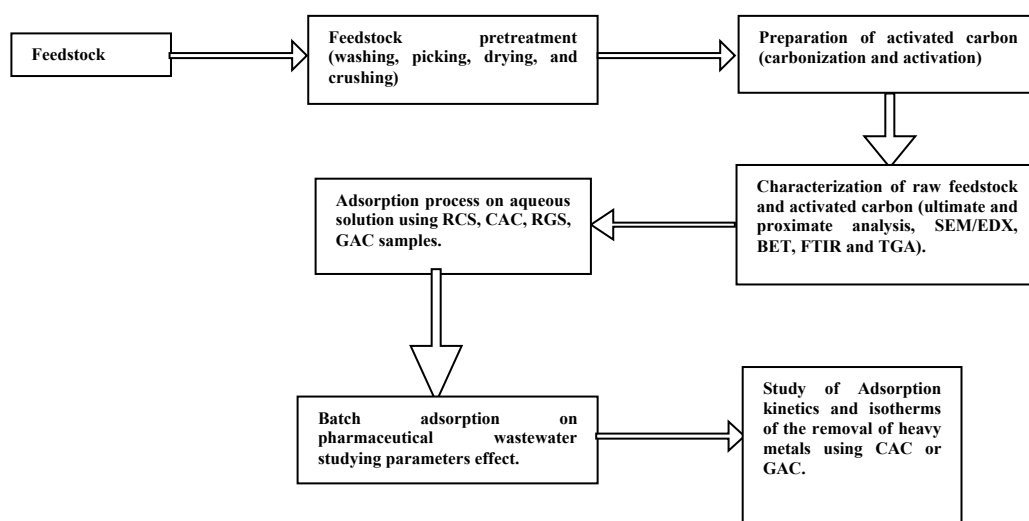 Feedstock
Feedstock pretreatment
(washing, picking, drying, and
crushing)
Preparation of activated carbon
(carbonization and activation)
Characterization of raw feedstock
and activated carbon (ultimate and
proximate analysis, SEM/EDX,
BET, FTIR and TGA).
Adsorption process on aqueous
solution using RCS, CAC, RGS,
GAC samples.
Batch adsorption on
pharmaceutical wastewater
studying parameters effect.
Study of Adsorption
kinetics and isotherms
of the removal of heavy
metals using CAC or
GAC.